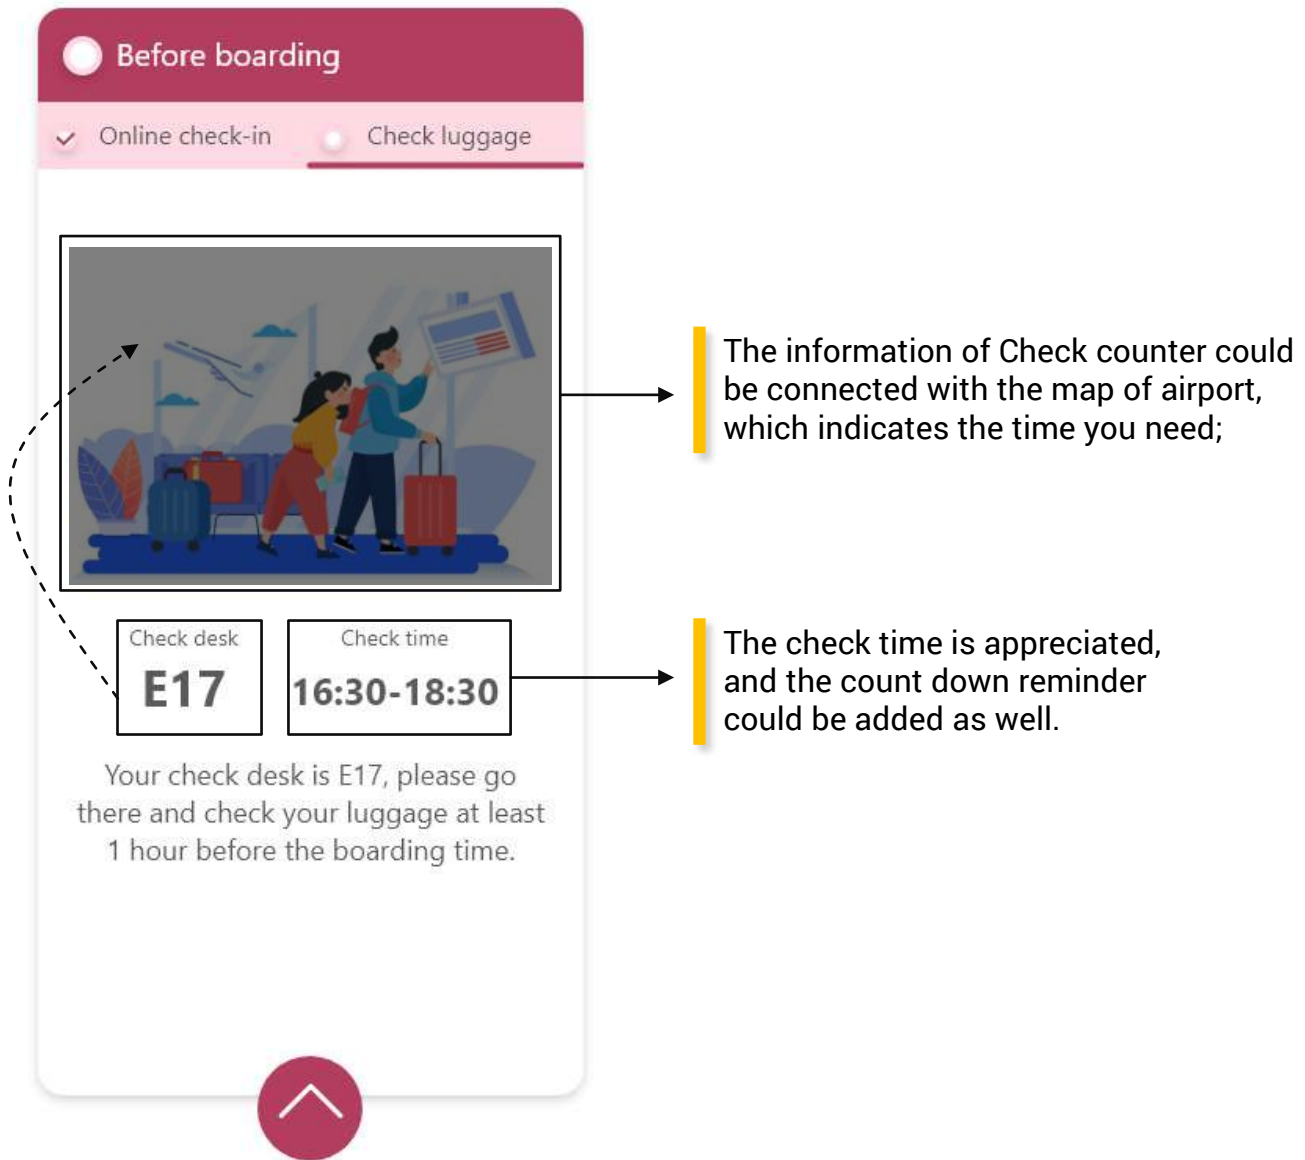 Before boarding
Online check-in
Check luggage
The information of Check counter could
be connected with the map of airport,
which indicates the time you need;
Check desk
E17
Check time
16:30-18:30
The check time is appreciated,
and the count down reminder
could be added as well.
Your check desk is E17, please go
there and check your luggage at least
1 hour before the boarding time.